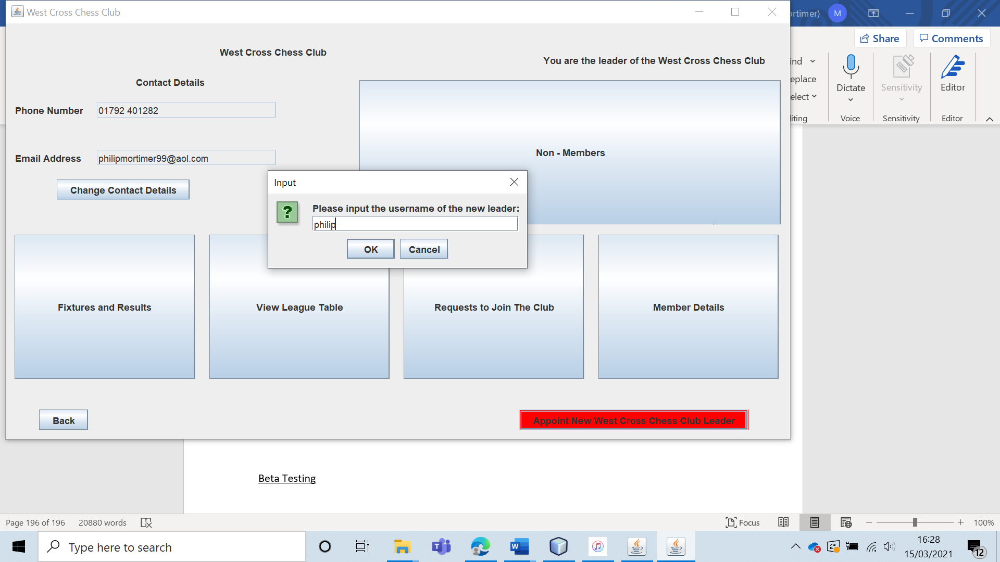 West Cross Chess Club
ortimer)
M
Share
Comments
West Cross Chess Club
You are the leader of the West Cross Chess Club
ind
eplace
elect
Dictate
Sensitivity
Editor
iting
Voice
Sensitivity
Editor
Contact Details
Phone Number
01792 401282
Email Address
philipmortimer99@aol.com
Change Contact Details
Non - Members
Input
?
Please input the username of the new leader:
philip
OK
Cancel
Fixtures and Results
View League Table
Requests to Join The Club
Member Details
Back
Appoint New West Cross Chess Club Leader
Beta Testing
Page 196 of 196
20880 words
Focus
100%
Type here to search
T
W
16:28
15/03/2021
12